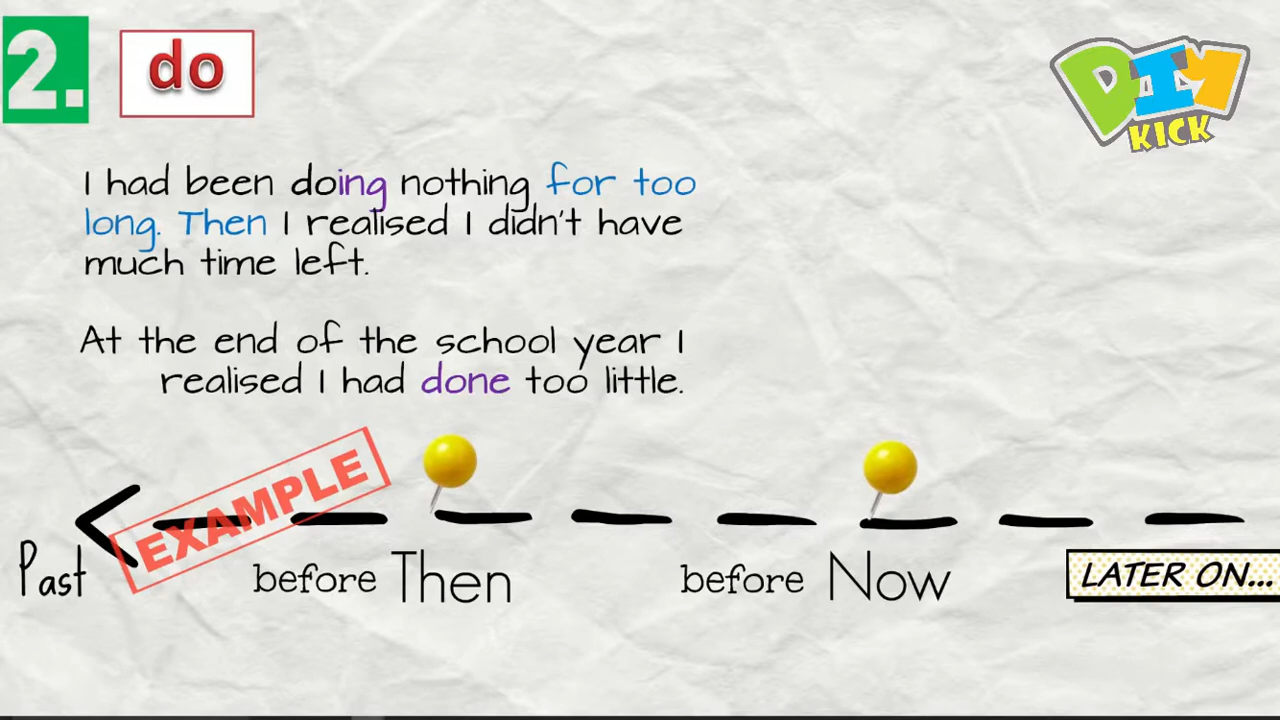 2.
do
DIY
KICK
I had been doing nothing for too
long. Then I realised I didn't have
much time left.
At the end of the school year I
realised I had done too little.
EXAMPLE
Past
before Then
before Now
LATER ON...